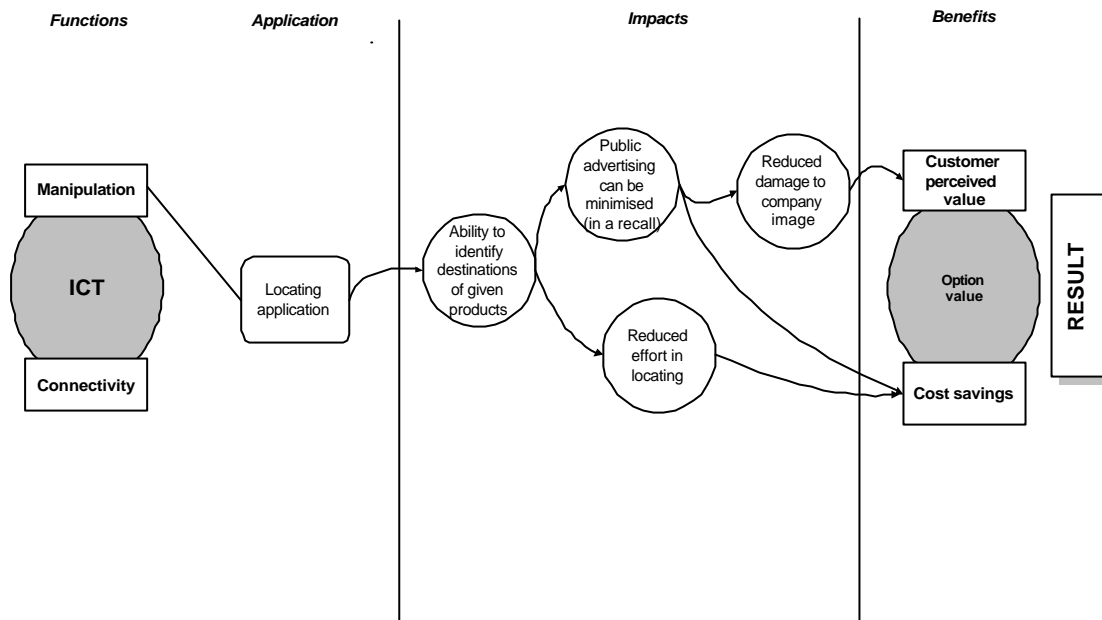 Functions
Application
Impacts
Benefits
Manipulation
ICT
Connectivity
Locating
application
Ability to
identify
destinations
of given
products
Public
advertising
can be
minimised
(in a recall)
Reduced
effort in
locating
Reduced
damage to
company
image
Customer
perceived
value
Option
value
Cost savings
RESULT